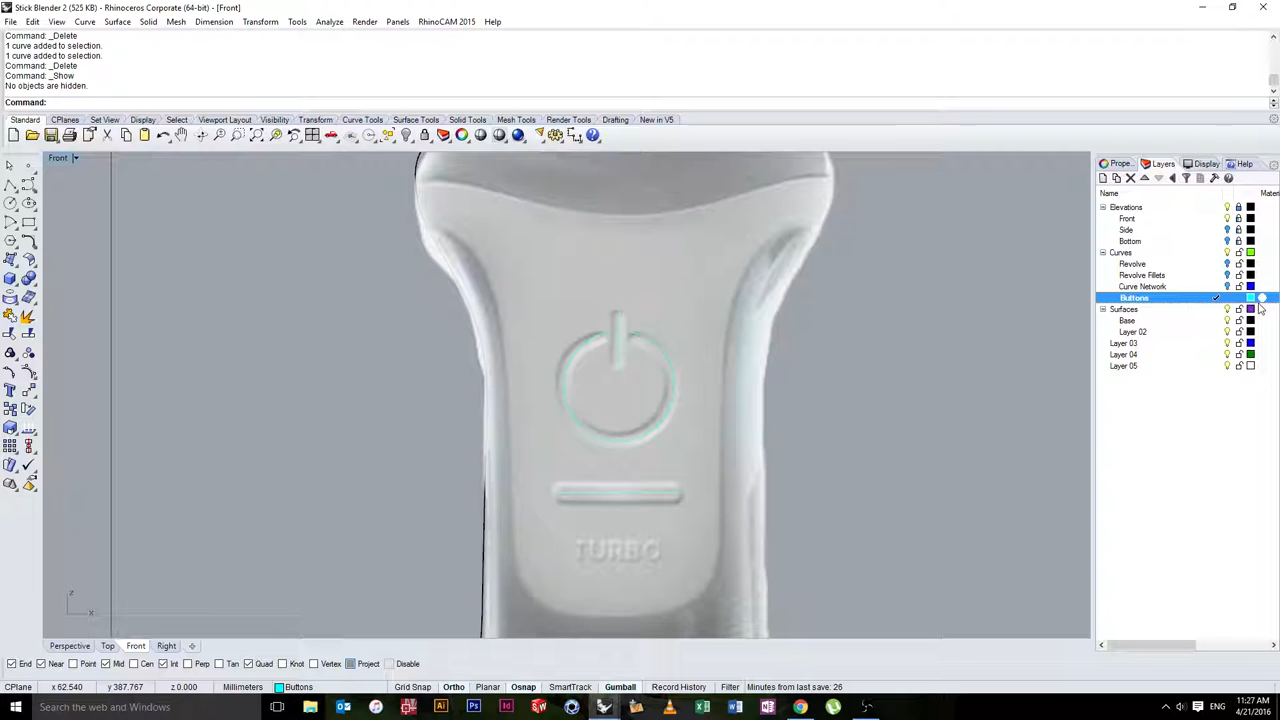 Stick Blender 2 (525 KB) - Rhinoceros Corporate (64-bit) - [Front]
File Edit View Curve Surface Solid Mesh Dimension Transform Tools Analyze Render Panels RhinoCAM 2015 Help
Command: _Delete
1 curve added to selection.
1 curve added to selection.
Command: _Delete
Command: _Show
No objects are hidden.
Command:
Standard CPlanes Set View Display Select Viewport Layout Visibility Transform Curve Tools Surface Tools Solid Tools Mesh Tools Render Tools Drafting New in V5
Front
Prope... Layers Display Help
Name Materi
Elevations
Front
Side
Bottom
Curves
Revolve
Revolve Fillets
Curve Network
Buttons
Surfaces
Base
Layer 02
Layer 03
Layer 04
Layer 05
TURBO
z
x
Perspective Top Front Right
End Near Point Mid Cen Int Perp Tan Quad Knot Vertex Project Disable
CPlane x 62.540 y 387.767 z 0.000 Millimeters Buttons Grid Snap Ortho Planar Osnap SmartTrack Gumball Record History Filter Minutes from last save: 26
Search the web and Windows
ENG
11:27 AM
4/21/2016